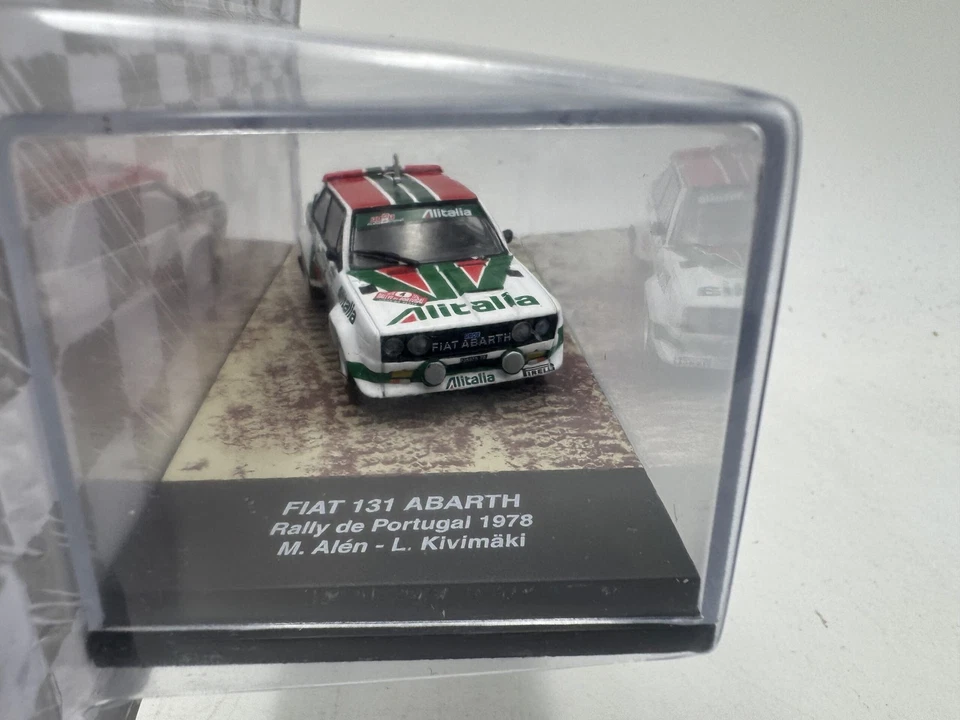 Alitalia
Alitalia
FIAT ABARTH
Alitalia
PIRELLI
FIAT 131 ABARTH
Rally de Portugal 1978
M. Alén - L. Kivimäki